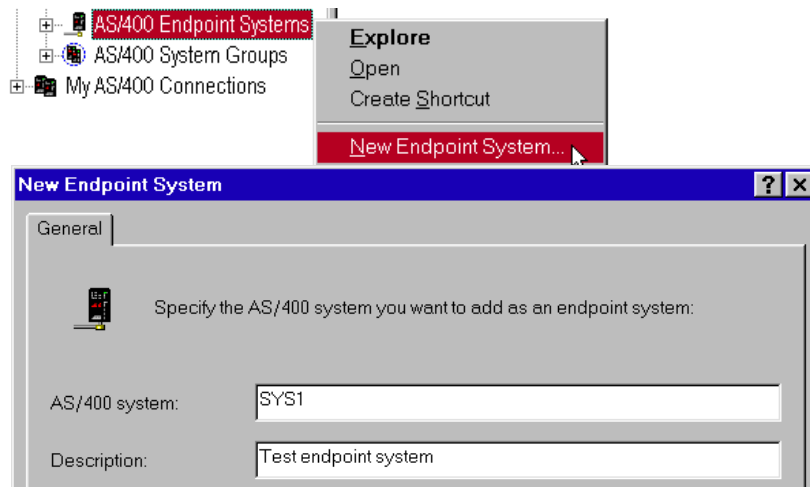 AS/400 Endpoint Systems
AS/400 System Groups
My AS/400 Connections
Explore
Open
Create Shortcut
New Endpoint System...
New Endpoint System
General
Specify the AS/400 system you want to add as an endpoint system:
AS/400 system:
SYS1
Description:
Test endpoint system